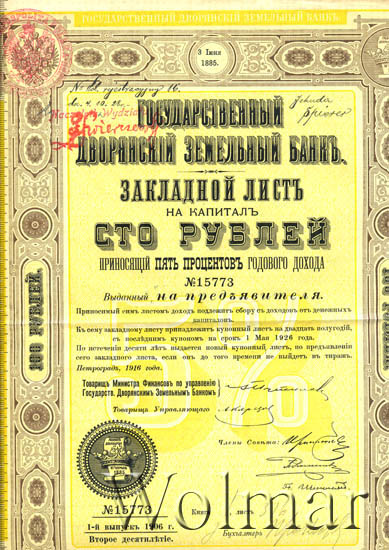 ГОСУДАРСТВЕННЫЙ ДВОРЯНСКІЙ ЗЕМЕЛЬНЫЙ БАНКЪ.
3 Іюня
1885.
ГОСУДАРСТВЕННЫЙ
ДВОРЯНСКІЙ ЗЕМЕЛЬНЫЙ БАНКЪ.
ЗАКЛАДНОЙ ЛИСТЪ
НА КАПИТАЛЪ
СТО РУБЛЕЙ
ПРИНОСЯЩІЙ ПЯТЬ ПРОЦЕНТОВЪ ГОДОВОГО ДОХОДА
№15773
Выданный на предъявителя.
Приносимый симъ листомъ доходъ подлежитъ сбору съ доходовъ отъ денежныхъ
капиталовъ.
Къ сему закладному листу принадлежитъ купонный листъ на двадцать полугодій,
съ послѣднимъ купономъ на срокъ 1 Мая 1926 года.
По истеченіи десяти лѣтъ выдается новый купонный листъ, по предъявленіи
сего закладного листа, если онъ до того времени не выйдетъ въ тиражъ.
Петроградъ, 1916 года.
Товарищъ Министра Финансовъ по управленію
Государств. Дворянскимъ Земельнымъ Банкомъ
Товарища Управляющаго
Члены Совѣта:
100 РУБЛЕЙ.
5%
1885
№15773
1-й выпускъ 1906 г.
Второе десятилѣтіе.
листъ
Бухгалтеръ
Wolmar